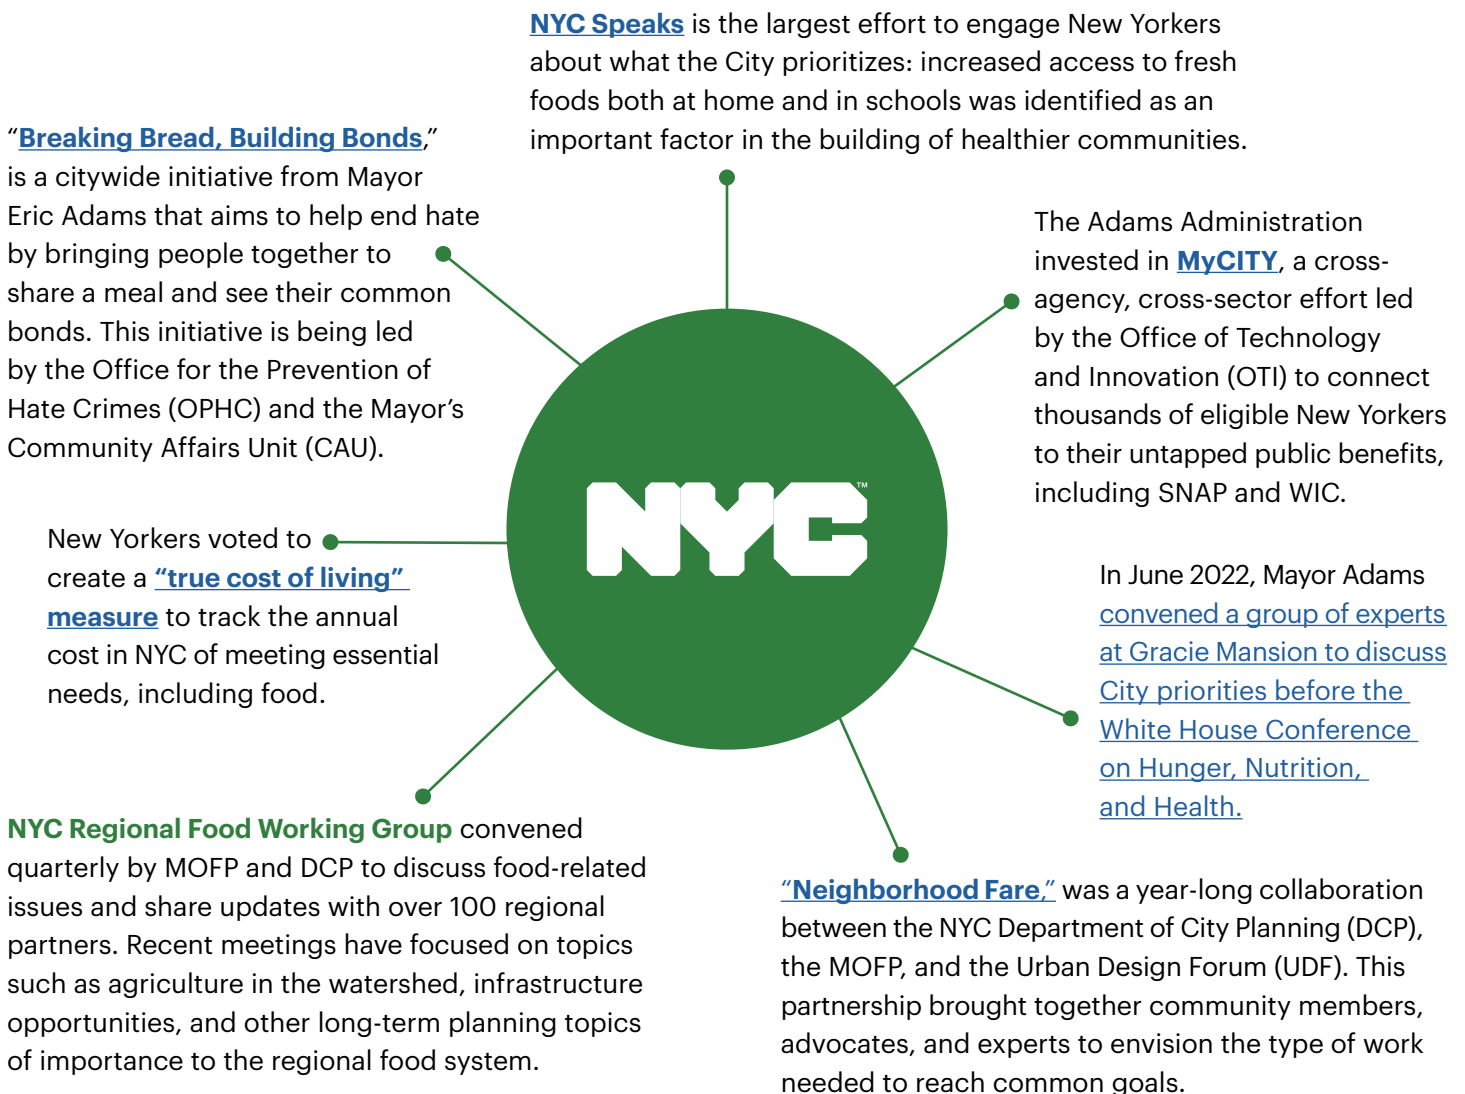 NYC Speaks is the largest effort to engage New Yorkers
about what the City prioritizes: increased access to fresh
foods both at home and in schools was identified as an
important factor in the building of healthier communities.
“Breaking Bread, Building Bonds,”
is a citywide initiative from Mayor
Eric Adams that aims to help end hate
by bringing people together to
share a meal and see their common
bonds. This initiative is being led
by the Office for the Prevention of
Hate Crimes (OPHC) and the Mayor’s
Community Affairs Unit (CAU).
The Adams Administration
invested in MyCITY, a cross-
agency, cross-sector effort led
by the Office of Technology
and Innovation (OTI) to connect
thousands of eligible New Yorkers
to their untapped public benefits,
including SNAP and WIC.
NYC™
New Yorkers voted to
create a “true cost of living”
measure to track the annual
cost in NYC of meeting essential
needs, including food.
In June 2022, Mayor Adams
convened a group of experts
at Gracie Mansion to discuss
City priorities before the
White House Conference
on Hunger, Nutrition,
and Health.
NYC Regional Food Working Group convened
quarterly by MOFP and DCP to discuss food-related
issues and share updates with over 100 regional
partners. Recent meetings have focused on topics
such as agriculture in the watershed, infrastructure
opportunities, and other long-term planning topics
of importance to the regional food system.
“Neighborhood Fare,” was a year-long collaboration
between the NYC Department of City Planning (DCP),
the MOFP, and the Urban Design Forum (UDF). This
partnership brought together community members,
advocates, and experts to envision the type of work
needed to reach common goals.